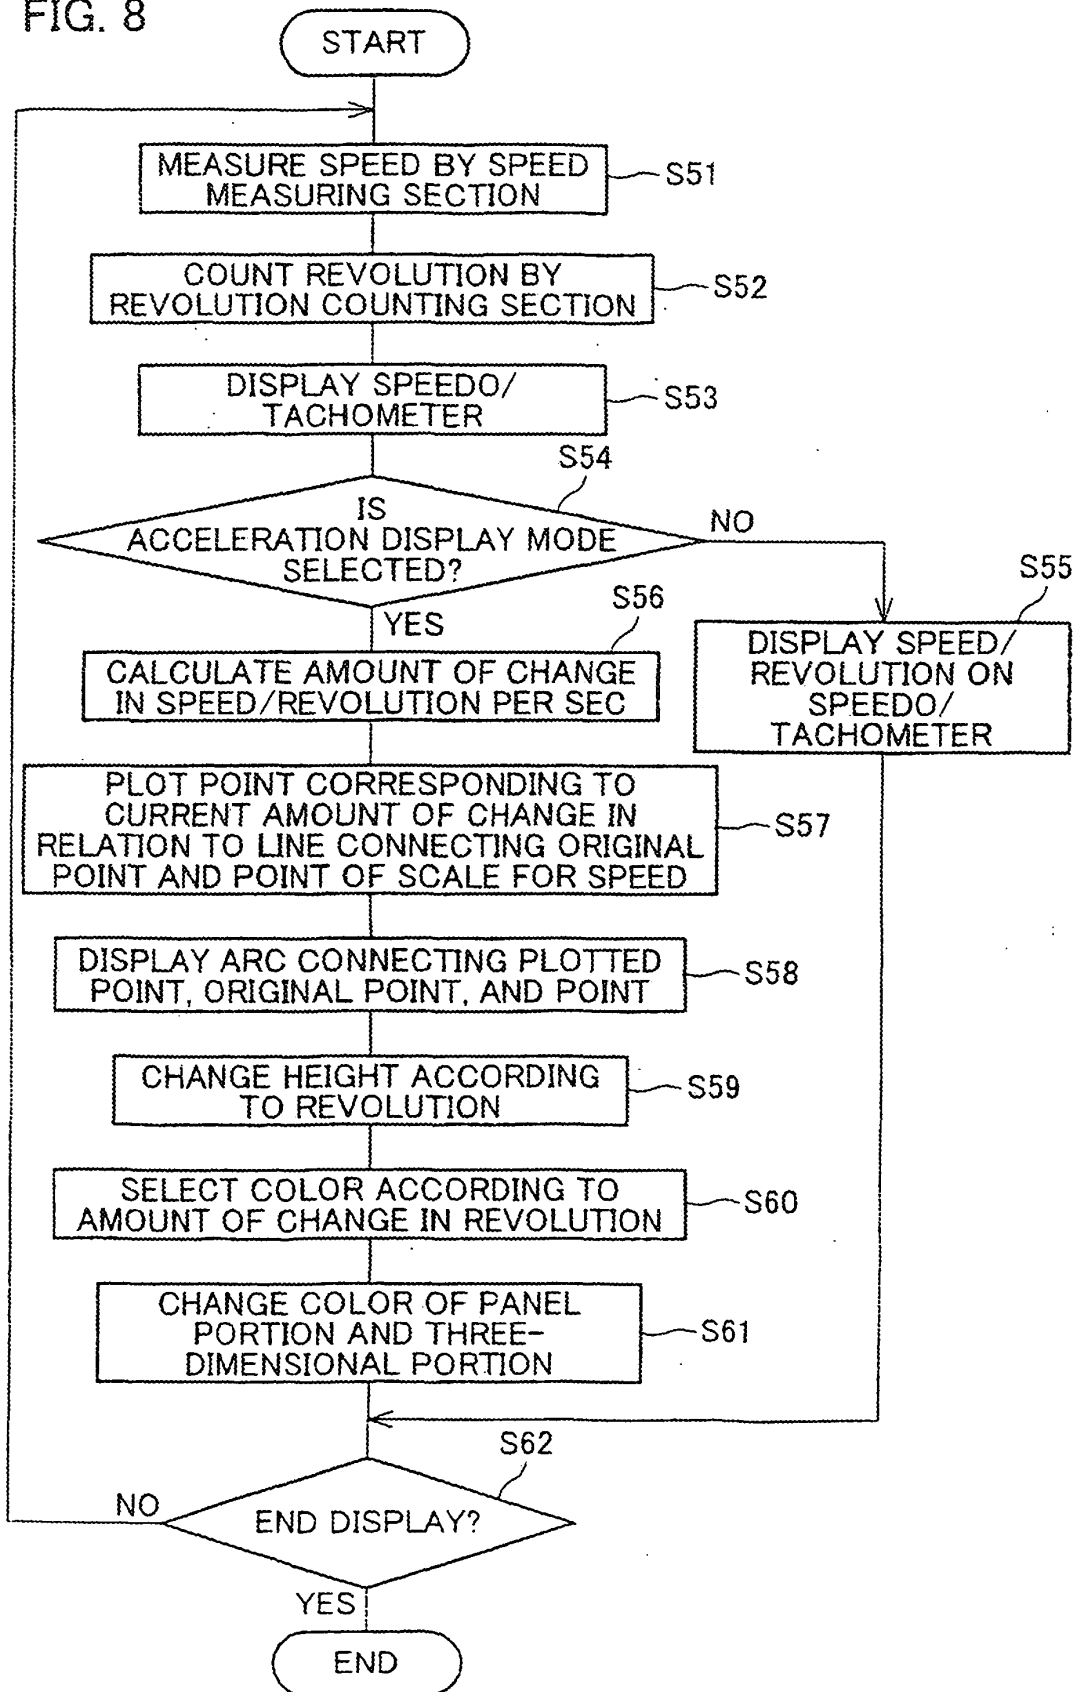 FIG. 8
START
MEASURE SPEED BY SPEED
MEASURING SECTION
S51
COUNT REVOLUTION BY
REVOLUTION COUNTING SECTION
S52
DISPLAY SPEEDO/
TACHOMETER
S53
S54
IS
ACCELERATION DISPLAY MODE
SELECTED?
NO
YES
S55
DISPLAY SPEED/
REVOLUTION ON
SPEEDO/
TACHOMETER
S56
CALCULATE AMOUNT OF CHANGE
IN SPEED/REVOLUTION PER SEC
PLOT POINT CORRESPONDING TO
CURRENT AMOUNT OF CHANGE IN
RELATION TO LINE CONNECTING ORIGINAL
POINT AND POINT OF SCALE FOR SPEED
S57
DISPLAY ARC CONNECTING PLOTTED
POINT, ORIGINAL POINT, AND POINT
S58
CHANGE HEIGHT ACCORDING
TO REVOLUTION
S59
SELECT COLOR ACCORDING TO
AMOUNT OF CHANGE IN REVOLUTION
S60
CHANGE COLOR OF PANEL
PORTION AND THREE-
DIMENSIONAL PORTION
S61
S62
END DISPLAY?
NO
YES
END